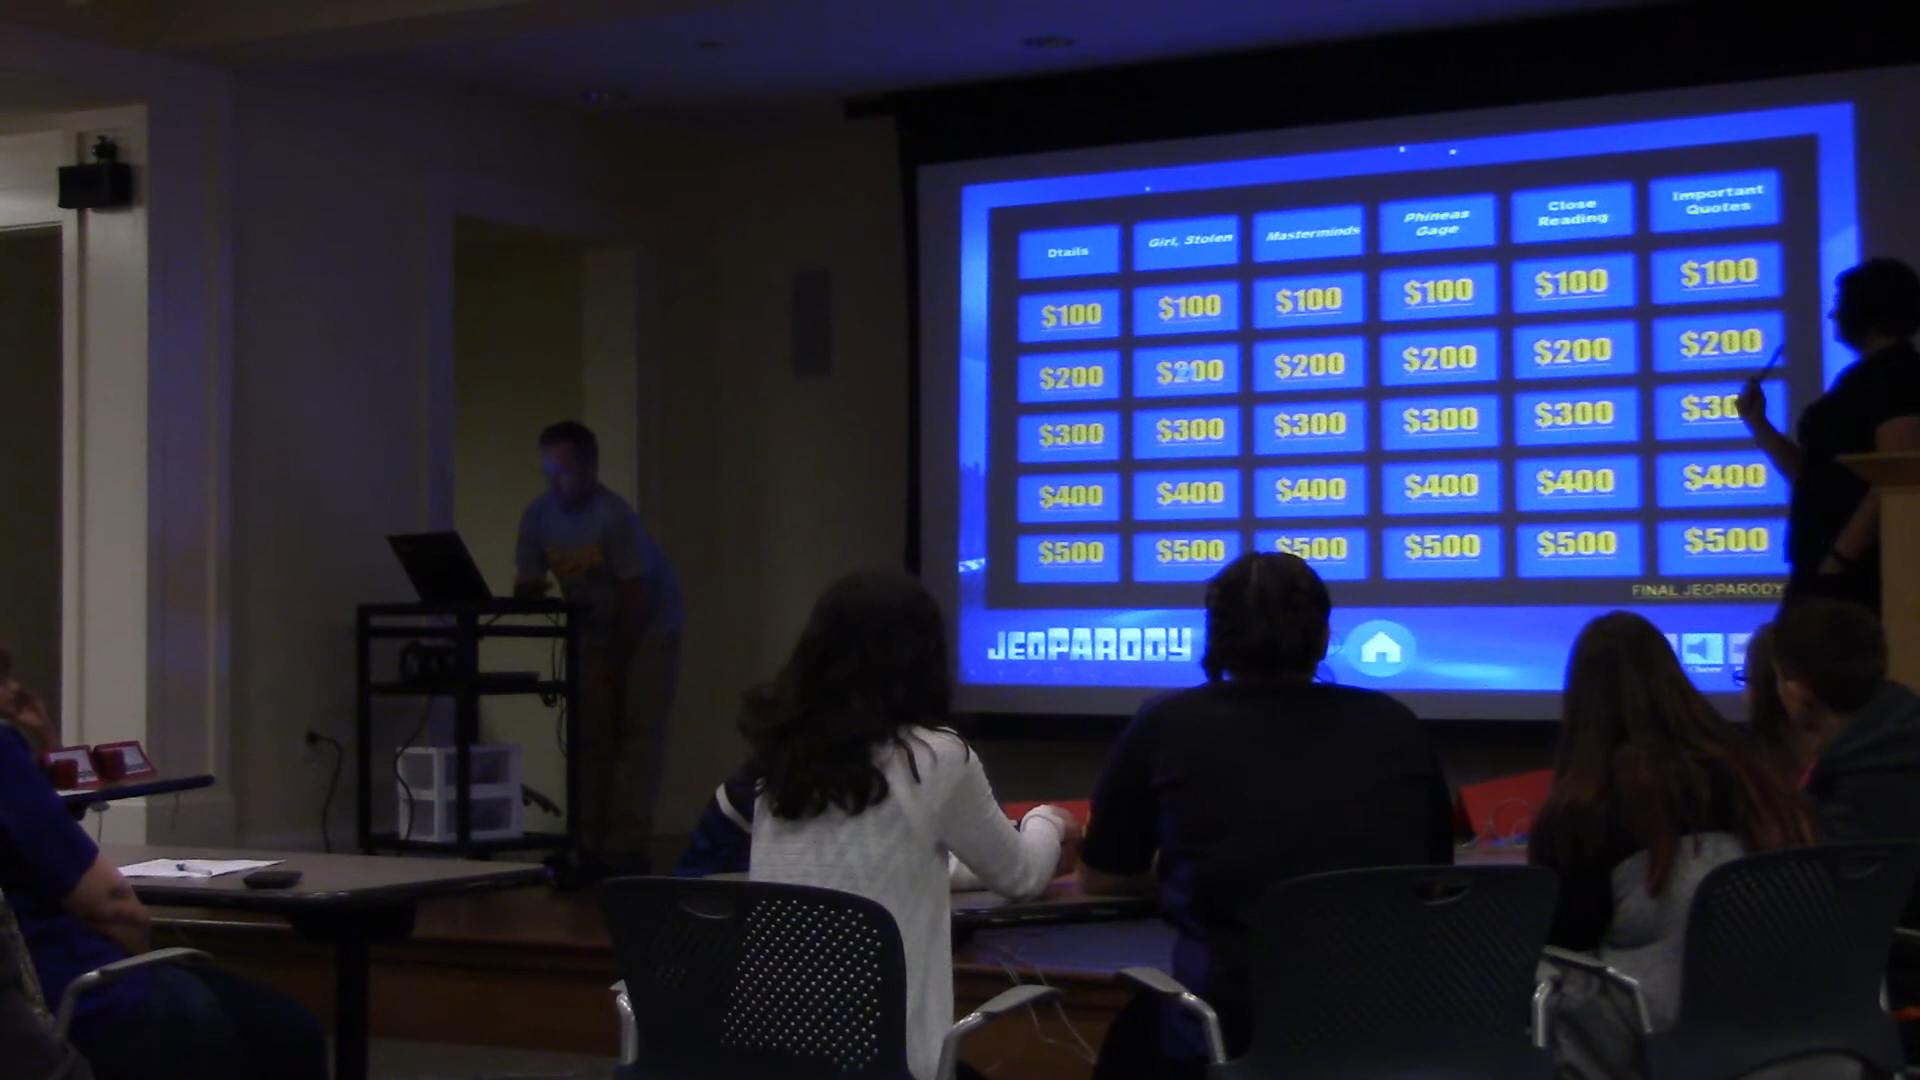 Dtails
Girl, Stolen
Masterminds
Phineas
Gage
Close
Reading
Important
Quotes
$100 $100 $100 $100 $100 $100
$200 $200 $200 $200 $200 $200
$300 $300 $300 $300 $300 $30
$400 $400 $400 $400 $400 $400
$500 $500 $500 $500 $500 $500
FINAL JEOPARODY
JEOPARODY